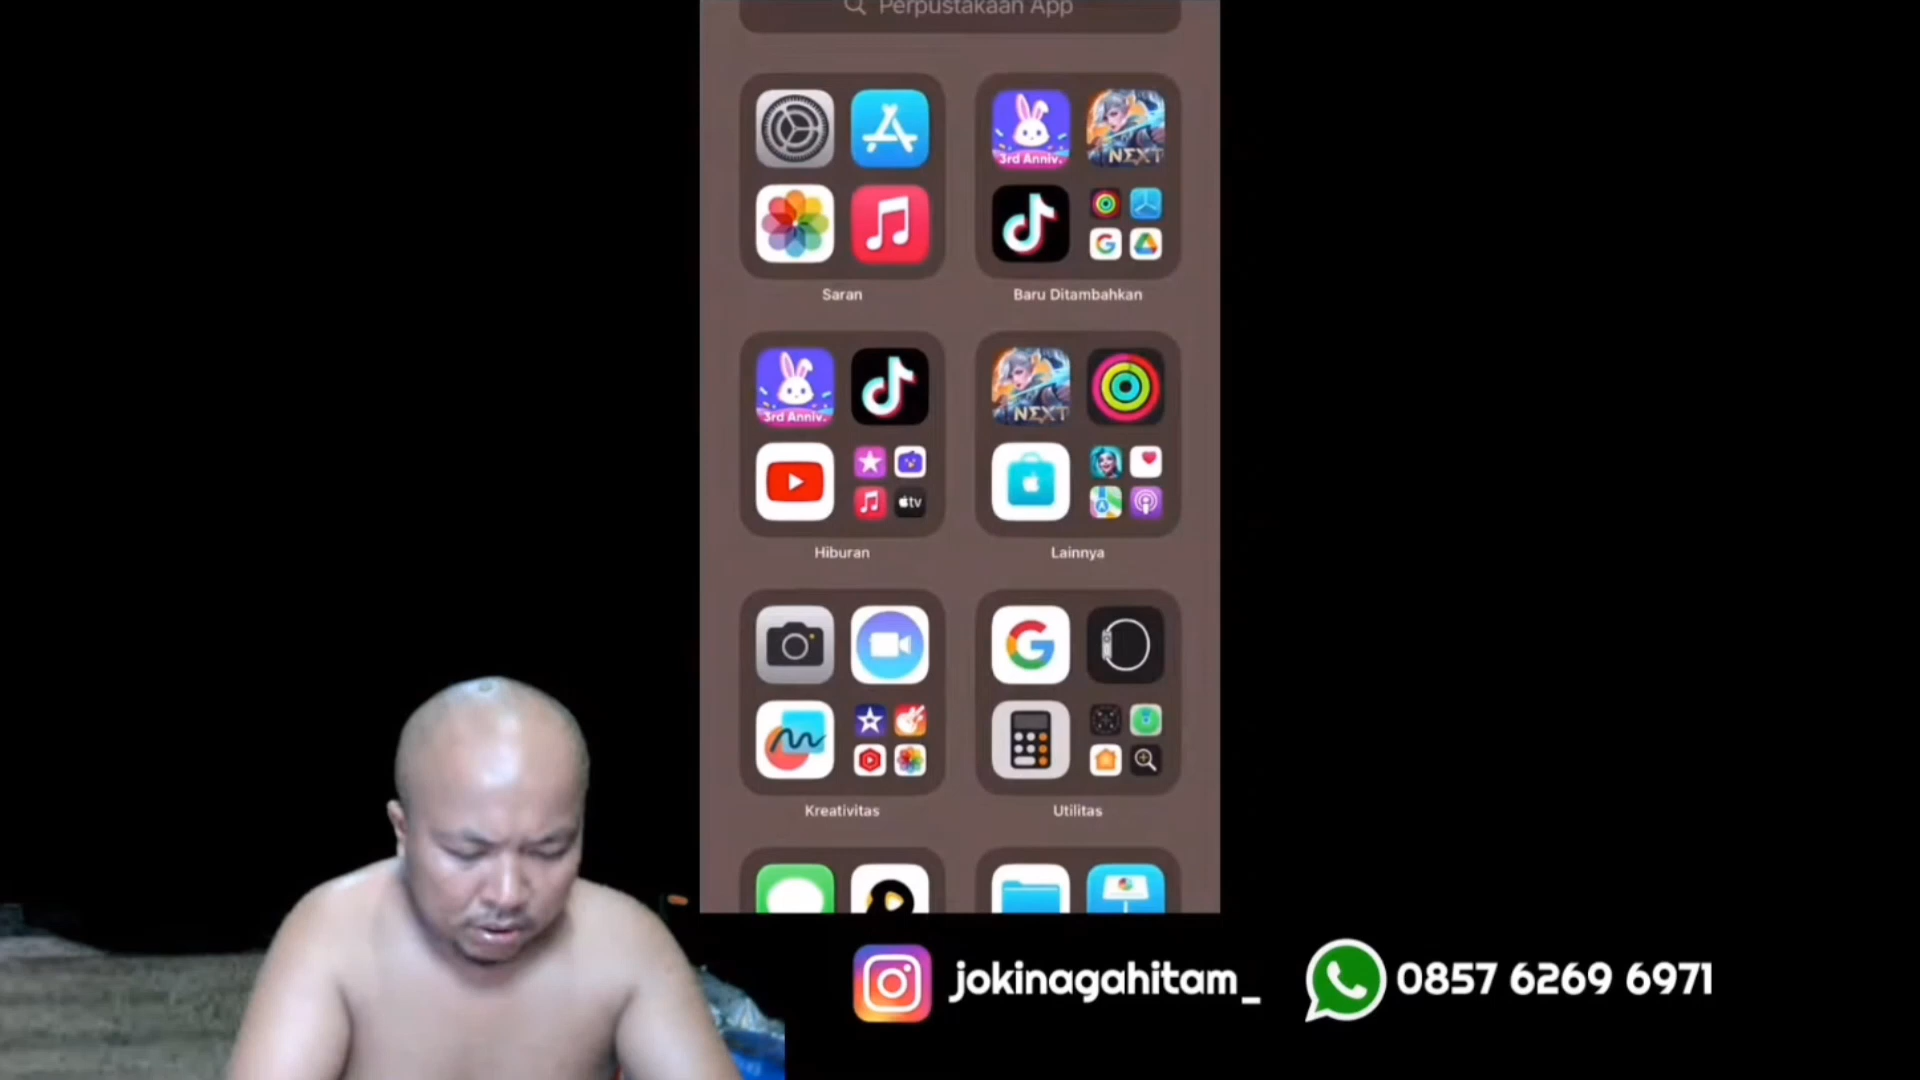 Perpustakaan App
3rd Anniv.
NEXT
Saran
Baru Ditambahkan
3rd Anniv.
NEXT
tv
Hiburan
Lainnya
Kreativitas
Utilitas
jokinagahitam_
0857 6269 6971